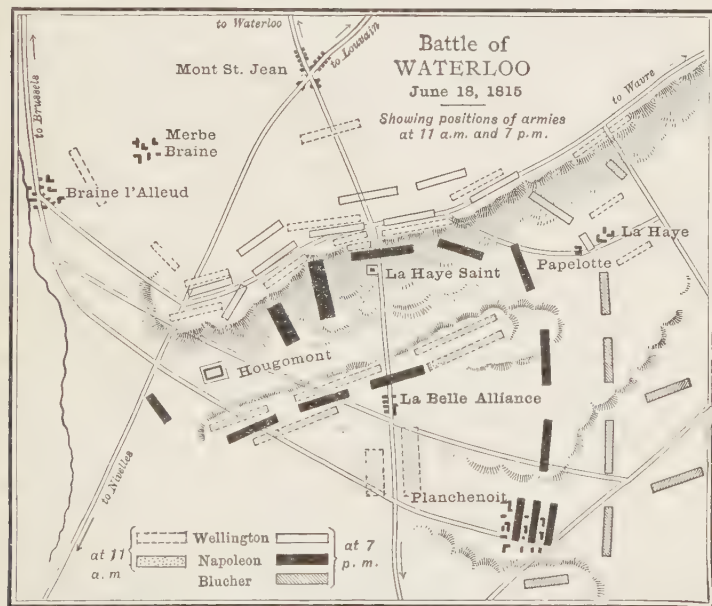 to Waterloo
to Louvain
Battle of
WATERLOO
June 18, 1815
Showing positions of armies
at 11 a.m. and 7 p.m.
Mont St. Jean
to Wavre
to Brussels
Merbe
Braine
Braine l'Alleud
La Haye
Papelotte
La Haye Saint
Hougomont
La Belle Alliance
to Nivelles
Planchenoit
at 11
a. m
Wellington
Napoleon
Blucher
at 7
p. m.